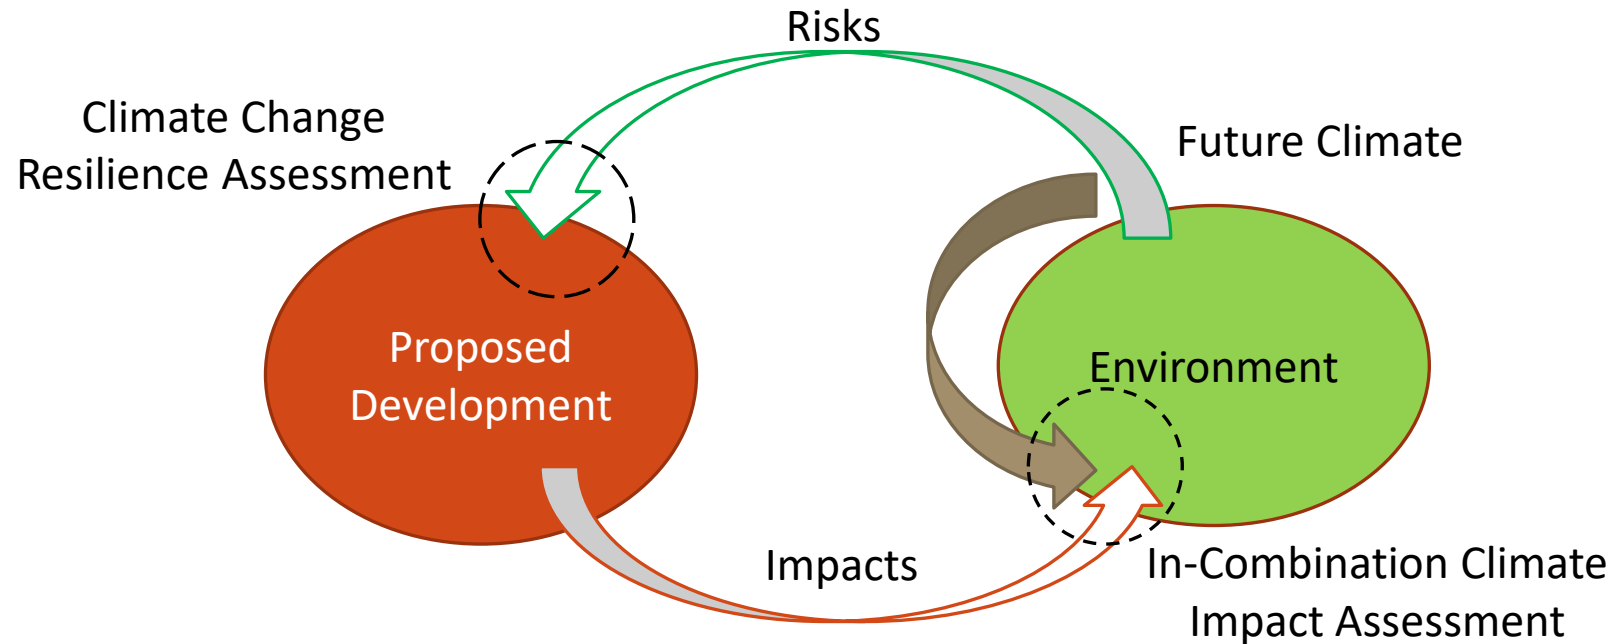 Risks
Climate Change
Resilience Assessment
Future Climate
Proposed
Development
Environment
Impacts
In-Combination Climate
Impact Assessment